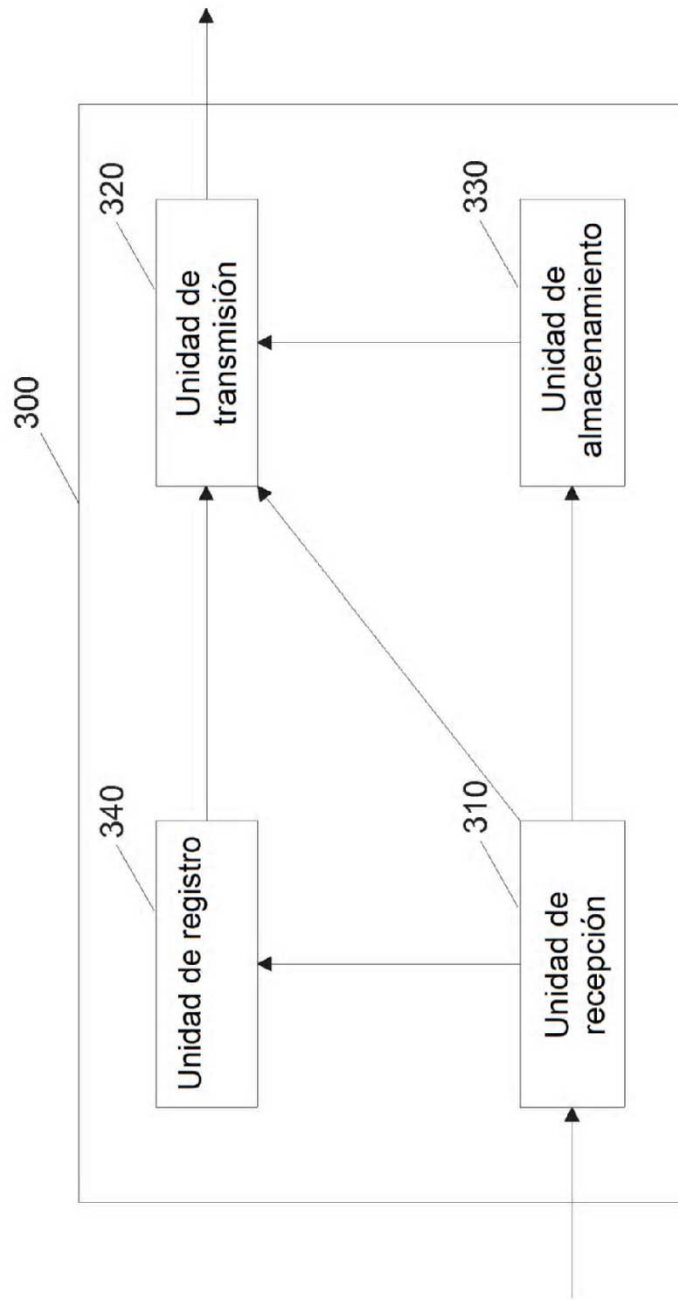 300
340
Unidad de registro
320
Unidad de
transmisión
310
Unidad de
recepción
330
Unidad de
almacenamiento